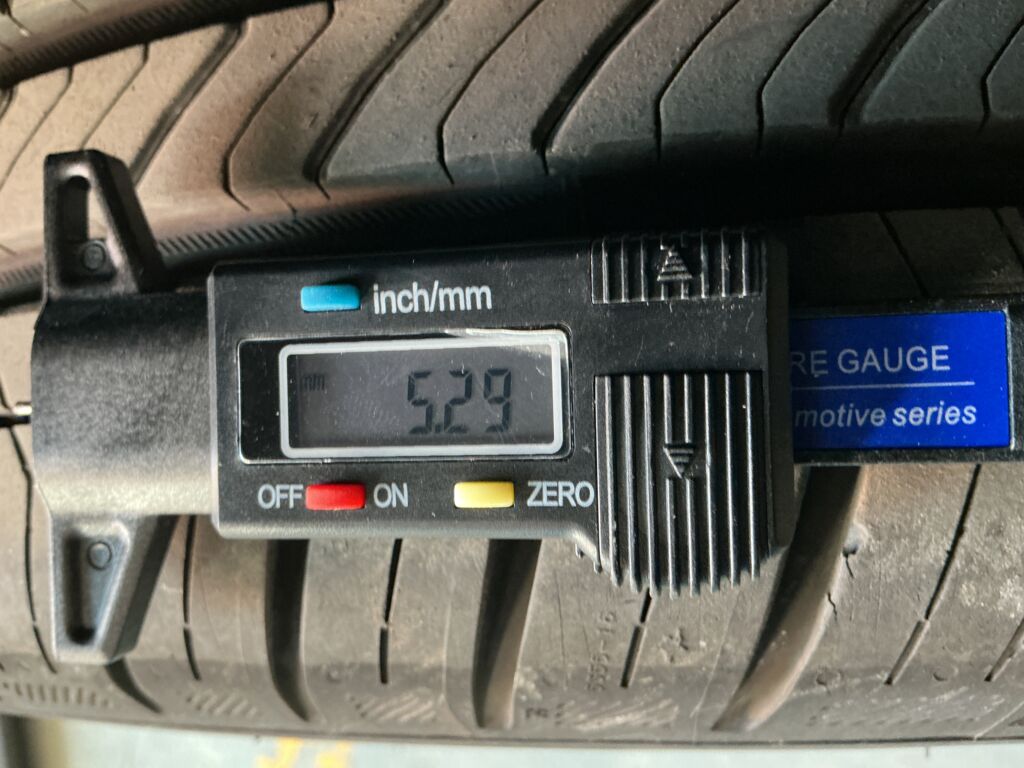 inch/mm
mm 5.29
OFF ON ZERO
RE GAUGE
motive series